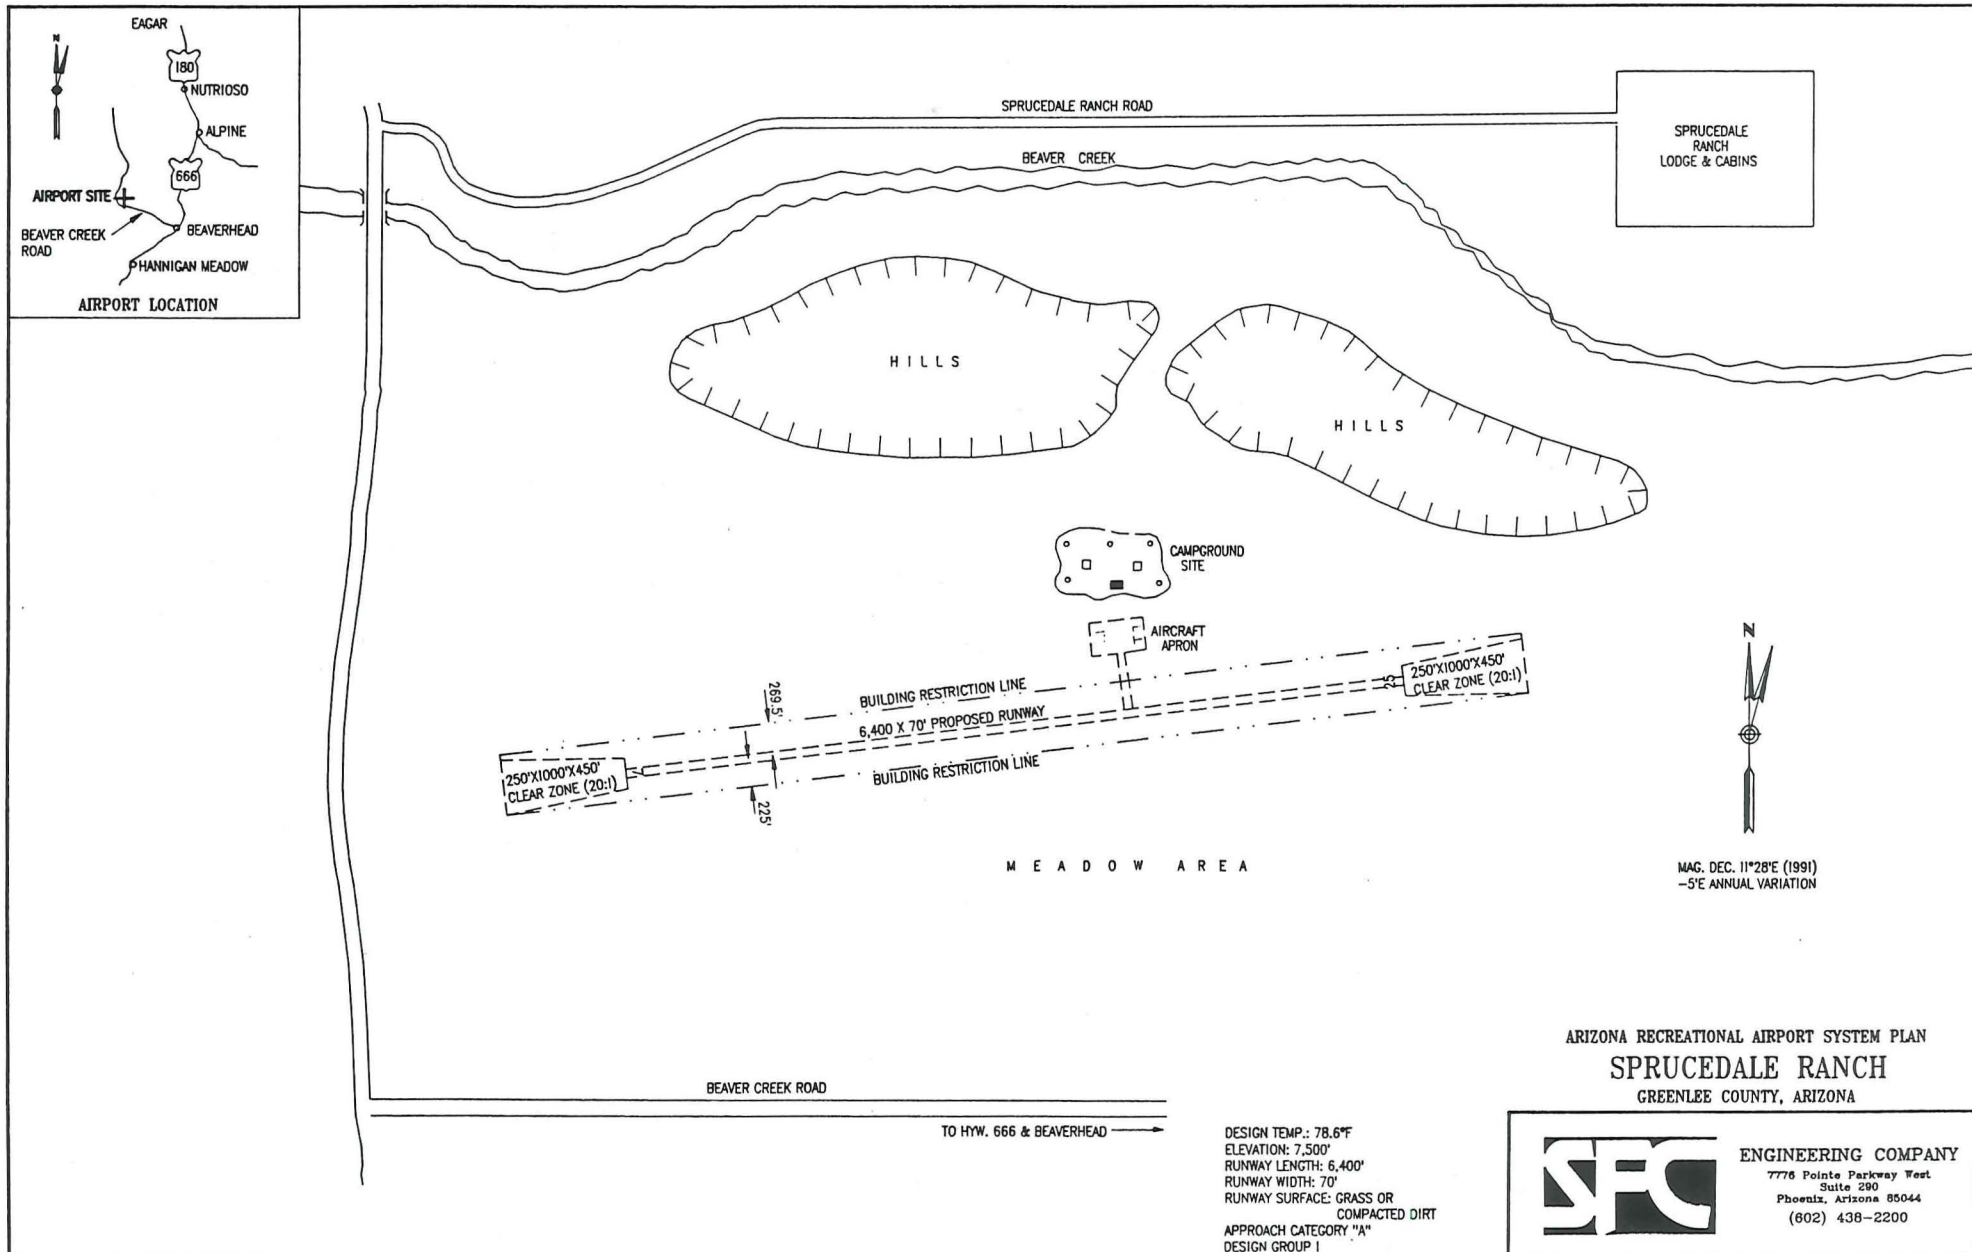 EAGAR
N
180
NUTRIOSO
ALPINE
666
AIRPORT SITE
BEAVER CREEK
ROAD
BEAVERHEAD
HANNIGAN MEADOW
AIRPORT LOCATION
SPRUCEDALE RANCH ROAD
BEAVER CREEK
SPRUCEDALE
RANCH
LODGE & CABINS
HILLS
HILLS
CAMPGROUND
SITE
AIRCRAFT
APRON
250'X1000'X450'
CLEAR ZONE (20:1)
25
269.5'
BUILDING RESTRICTION LINE
6,400 X 70' PROPOSED RUNWAY
BUILDING RESTRICTION LINE
250'X1000'X450'
CLEAR ZONE (20:1)
225'
MEADOW AREA
N
MAG. DEC. 11°28'E (1991)
-5'E ANNUAL VARIATION
BEAVER CREEK ROAD
TO HYW. 666 & BEAVERHEAD
DESIGN TEMP.: 78.6°F
ELEVATION: 7,500'
RUNWAY LENGTH: 6,400'
RUNWAY WIDTH: 70'
RUNWAY SURFACE: GRASS OR
COMPACTED DIRT
APPROACH CATEGORY "A"
DESIGN GROUP I
ARIZONA RECREATIONAL AIRPORT SYSTEM PLAN
SPRUCEDALE RANCH
GREENLEE COUNTY, ARIZONA
SFC
ENGINEERING COMPANY
7776 Pointe Parkway West
Suite 290
Phoenix, Arizona 85044
(602) 438-2200